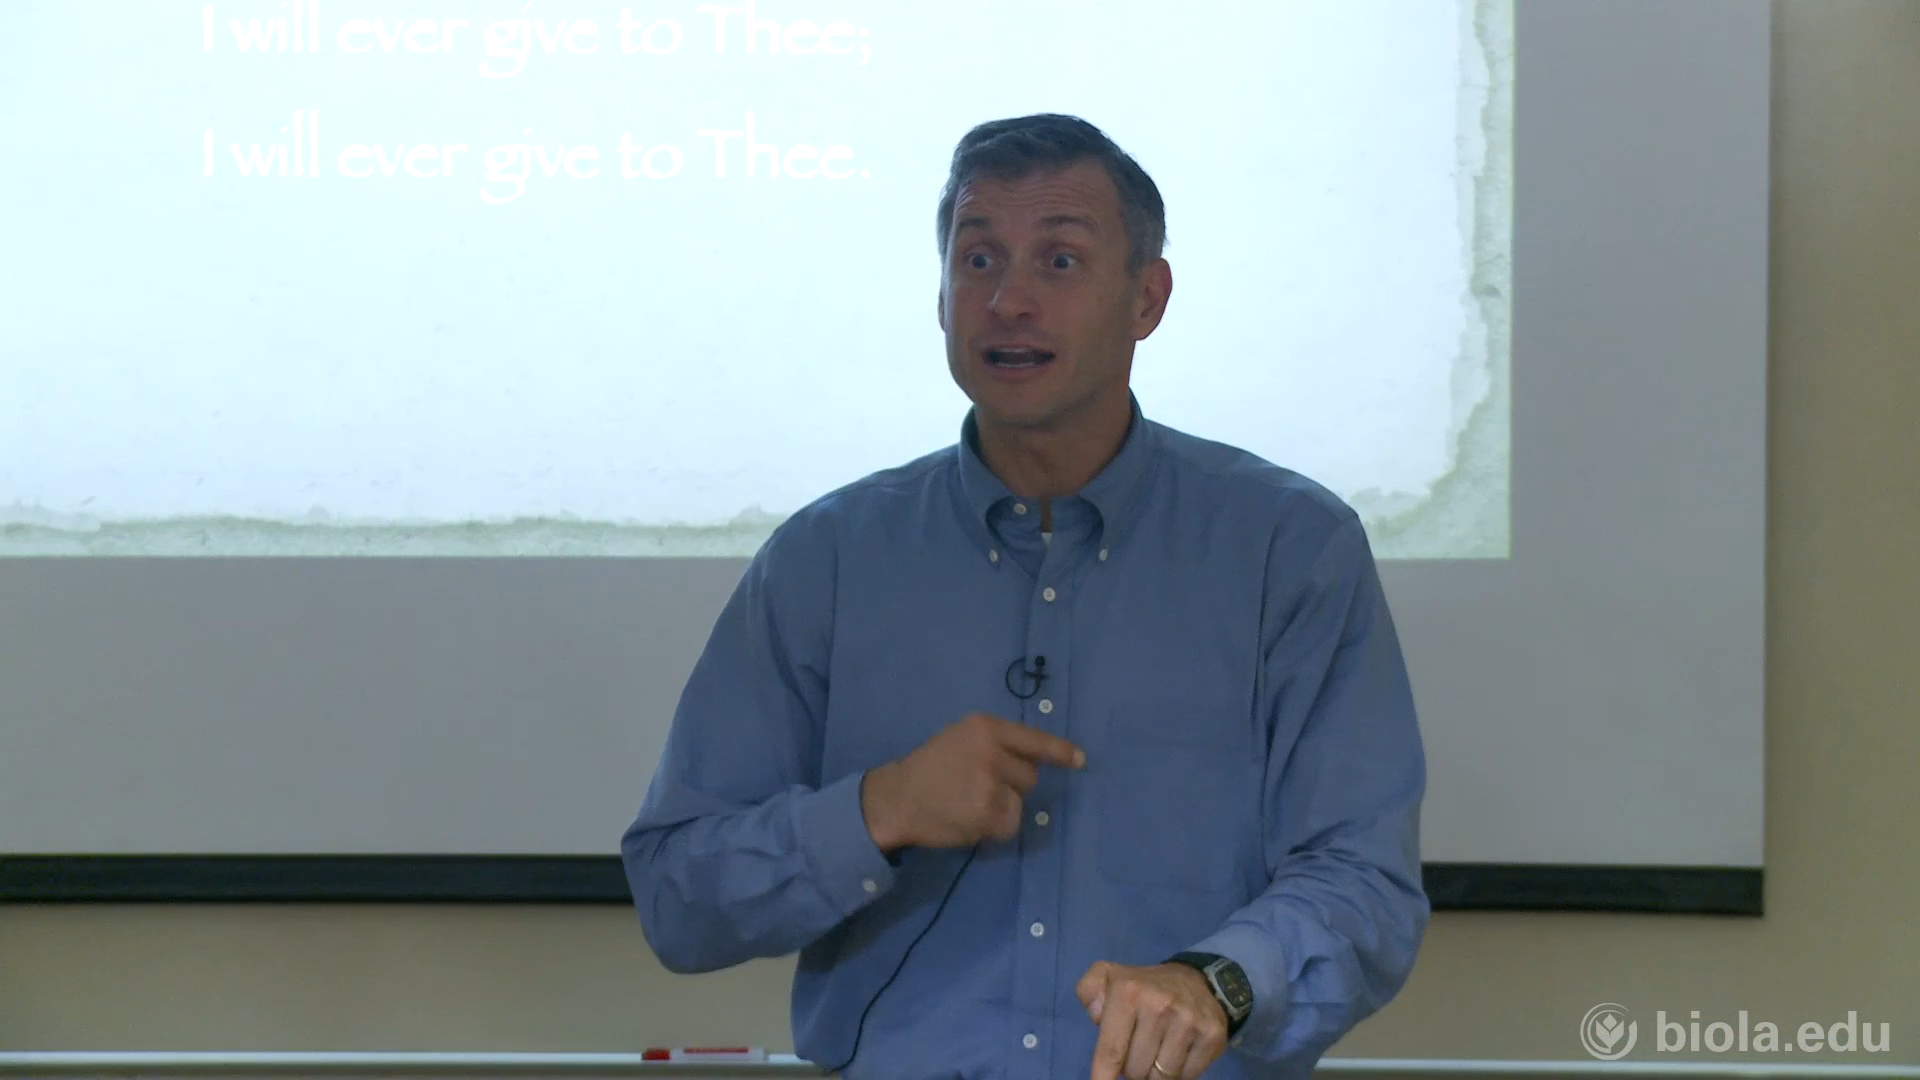 I will ever give to Thee;
I will ever give to Thee.
biola.edu